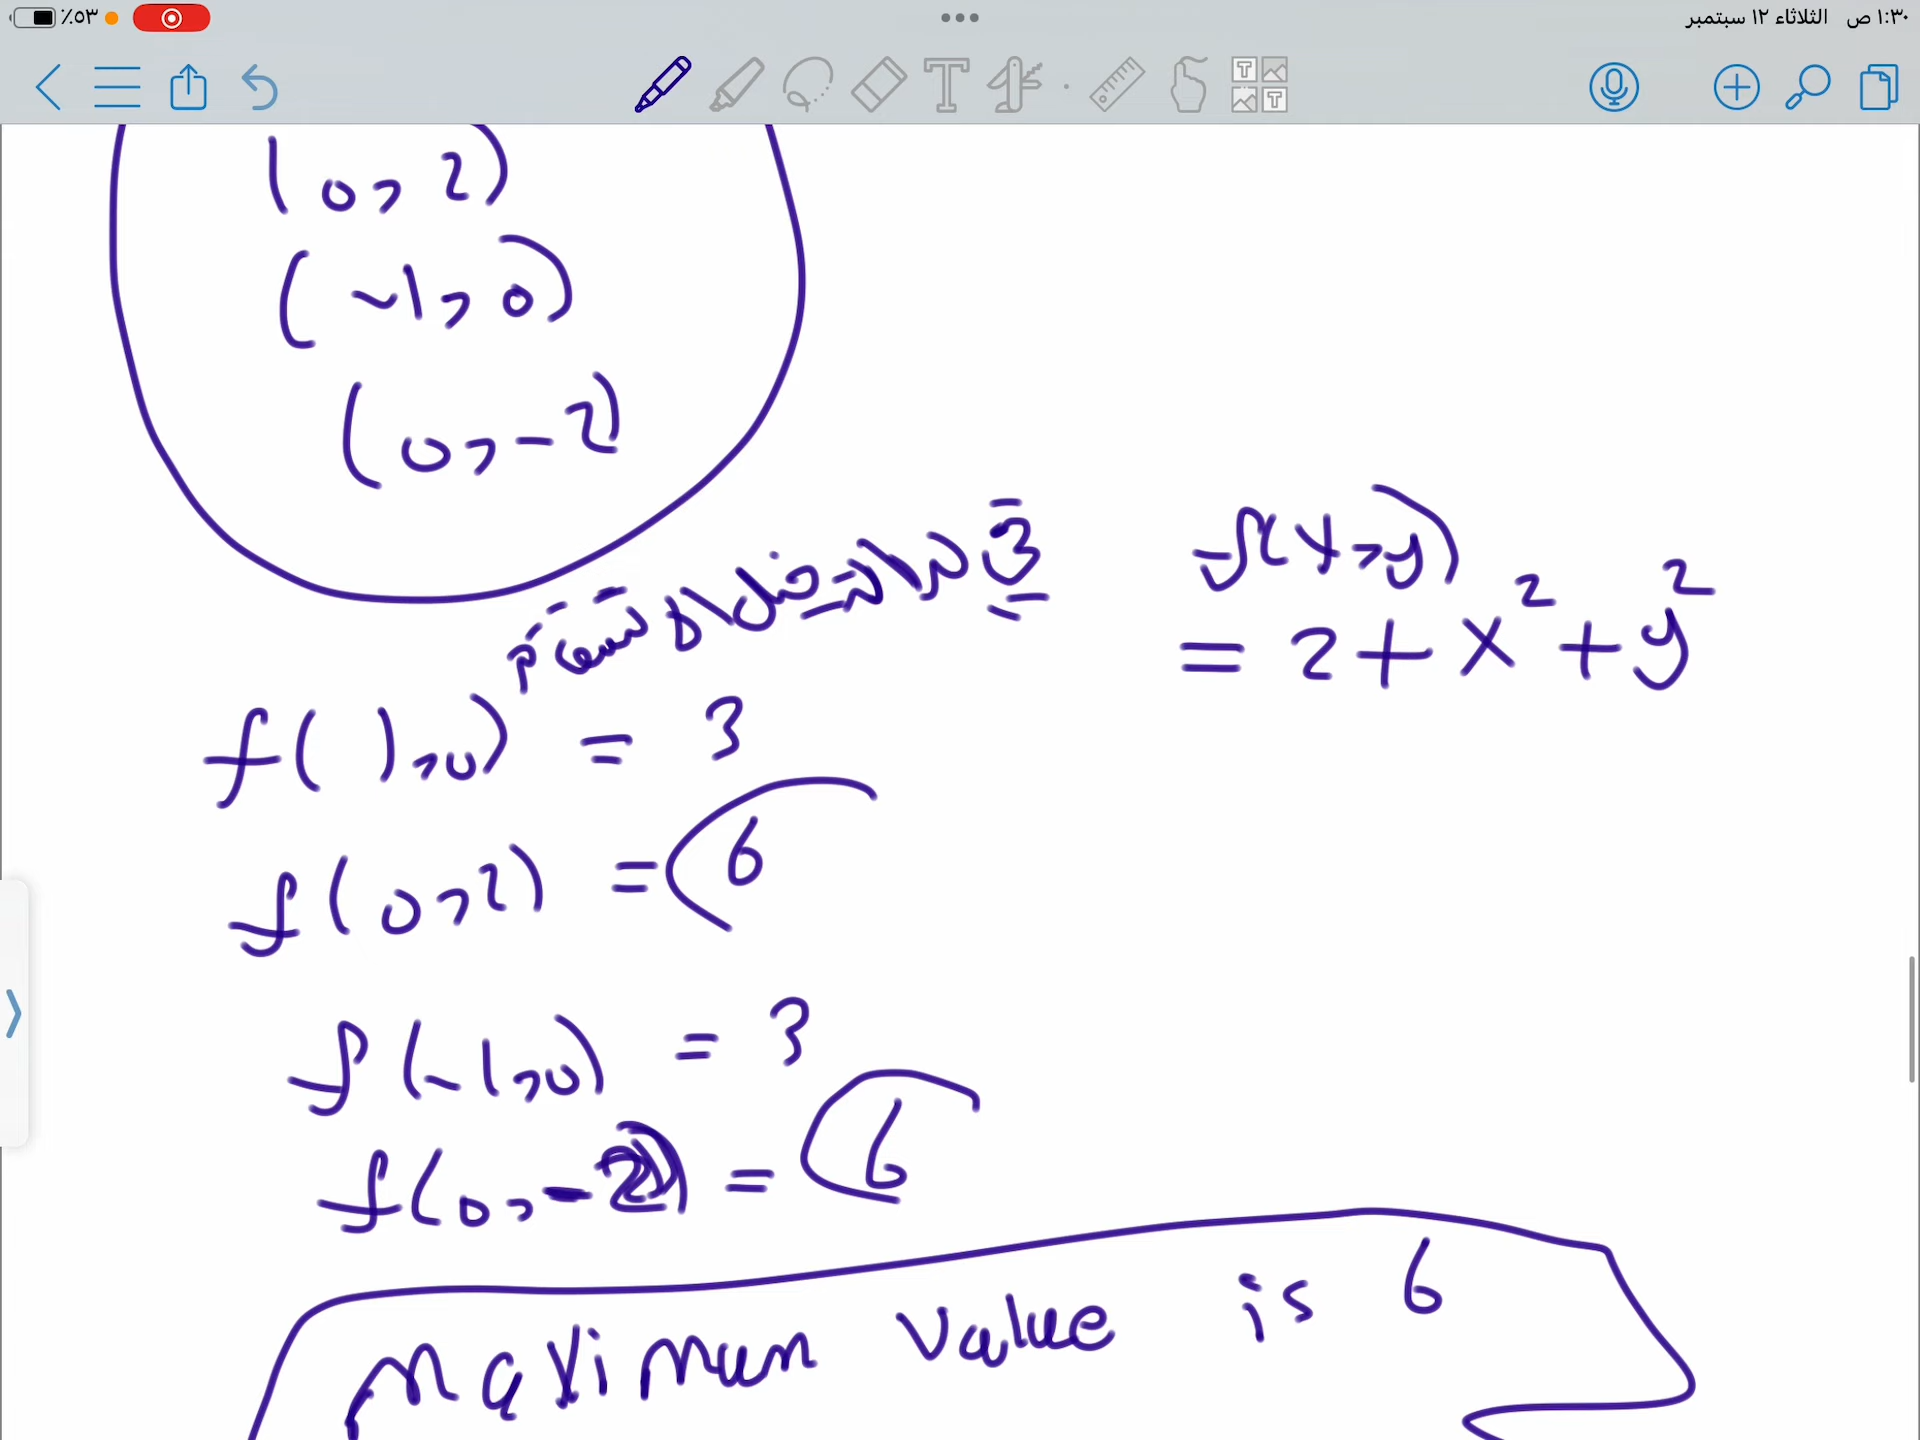 ٪٥٣
١:٣٠ ص الثلاثاء ١٢ سبتمبر
(0, 2)
(-1, 0)
(0, -2)
f(x, y)
= 2 + x² + y²
f(1, 0) = 3
f(0, 2) = 6
f(-1, 0) = 3
f(0, -2) = 6
Maximum value is 6